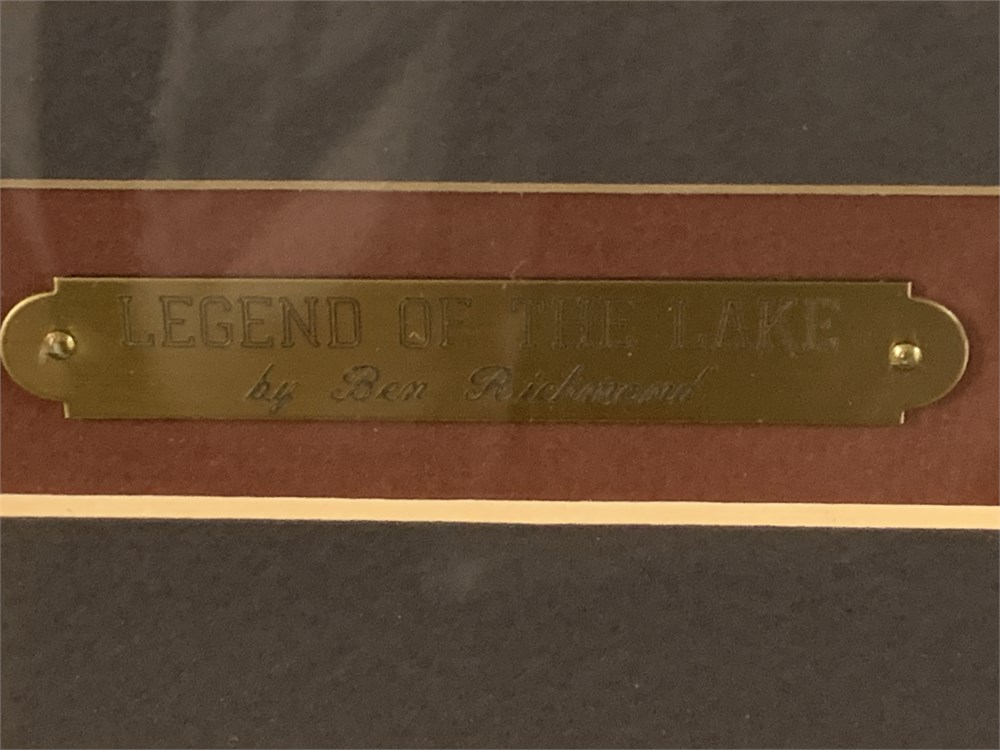 LEGEND OF THE LAKE
by Ben Richmond